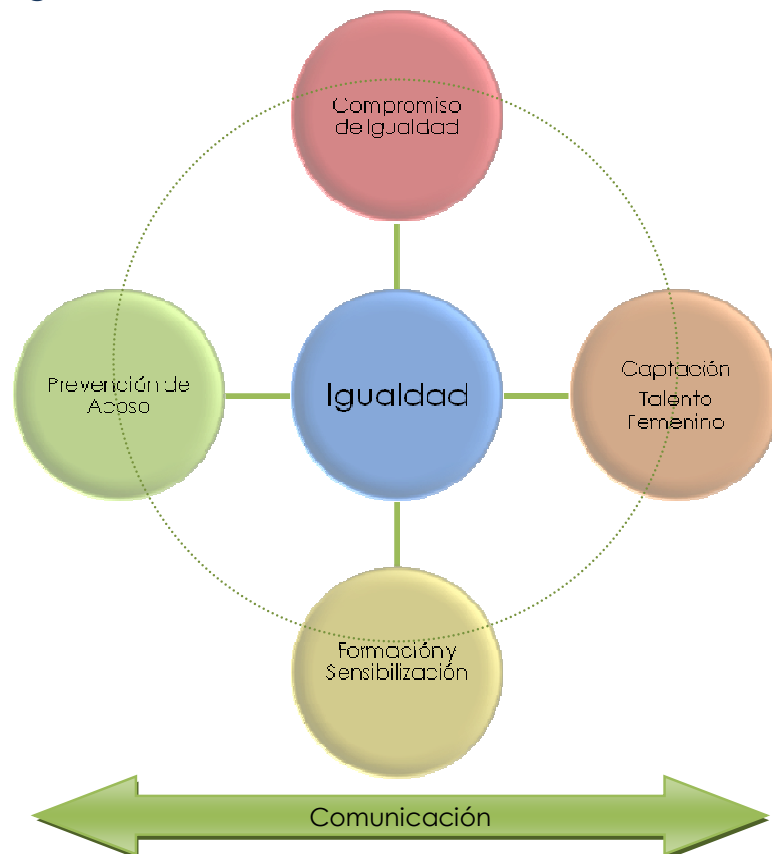 Compromiso
de Igualdad
Prevención de
Acoso
Igualdad
Captación
Talento
Femenino
Formación y
Sensibilización
Comunicación